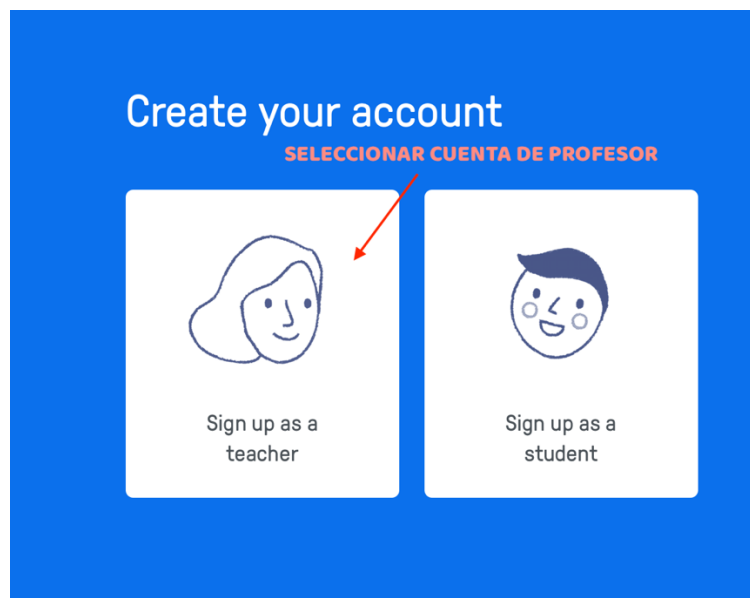 Create your account
SELECCIONAR CUENTA DE PROFESOR
Sign up as a
teacher
Sign up as a
student